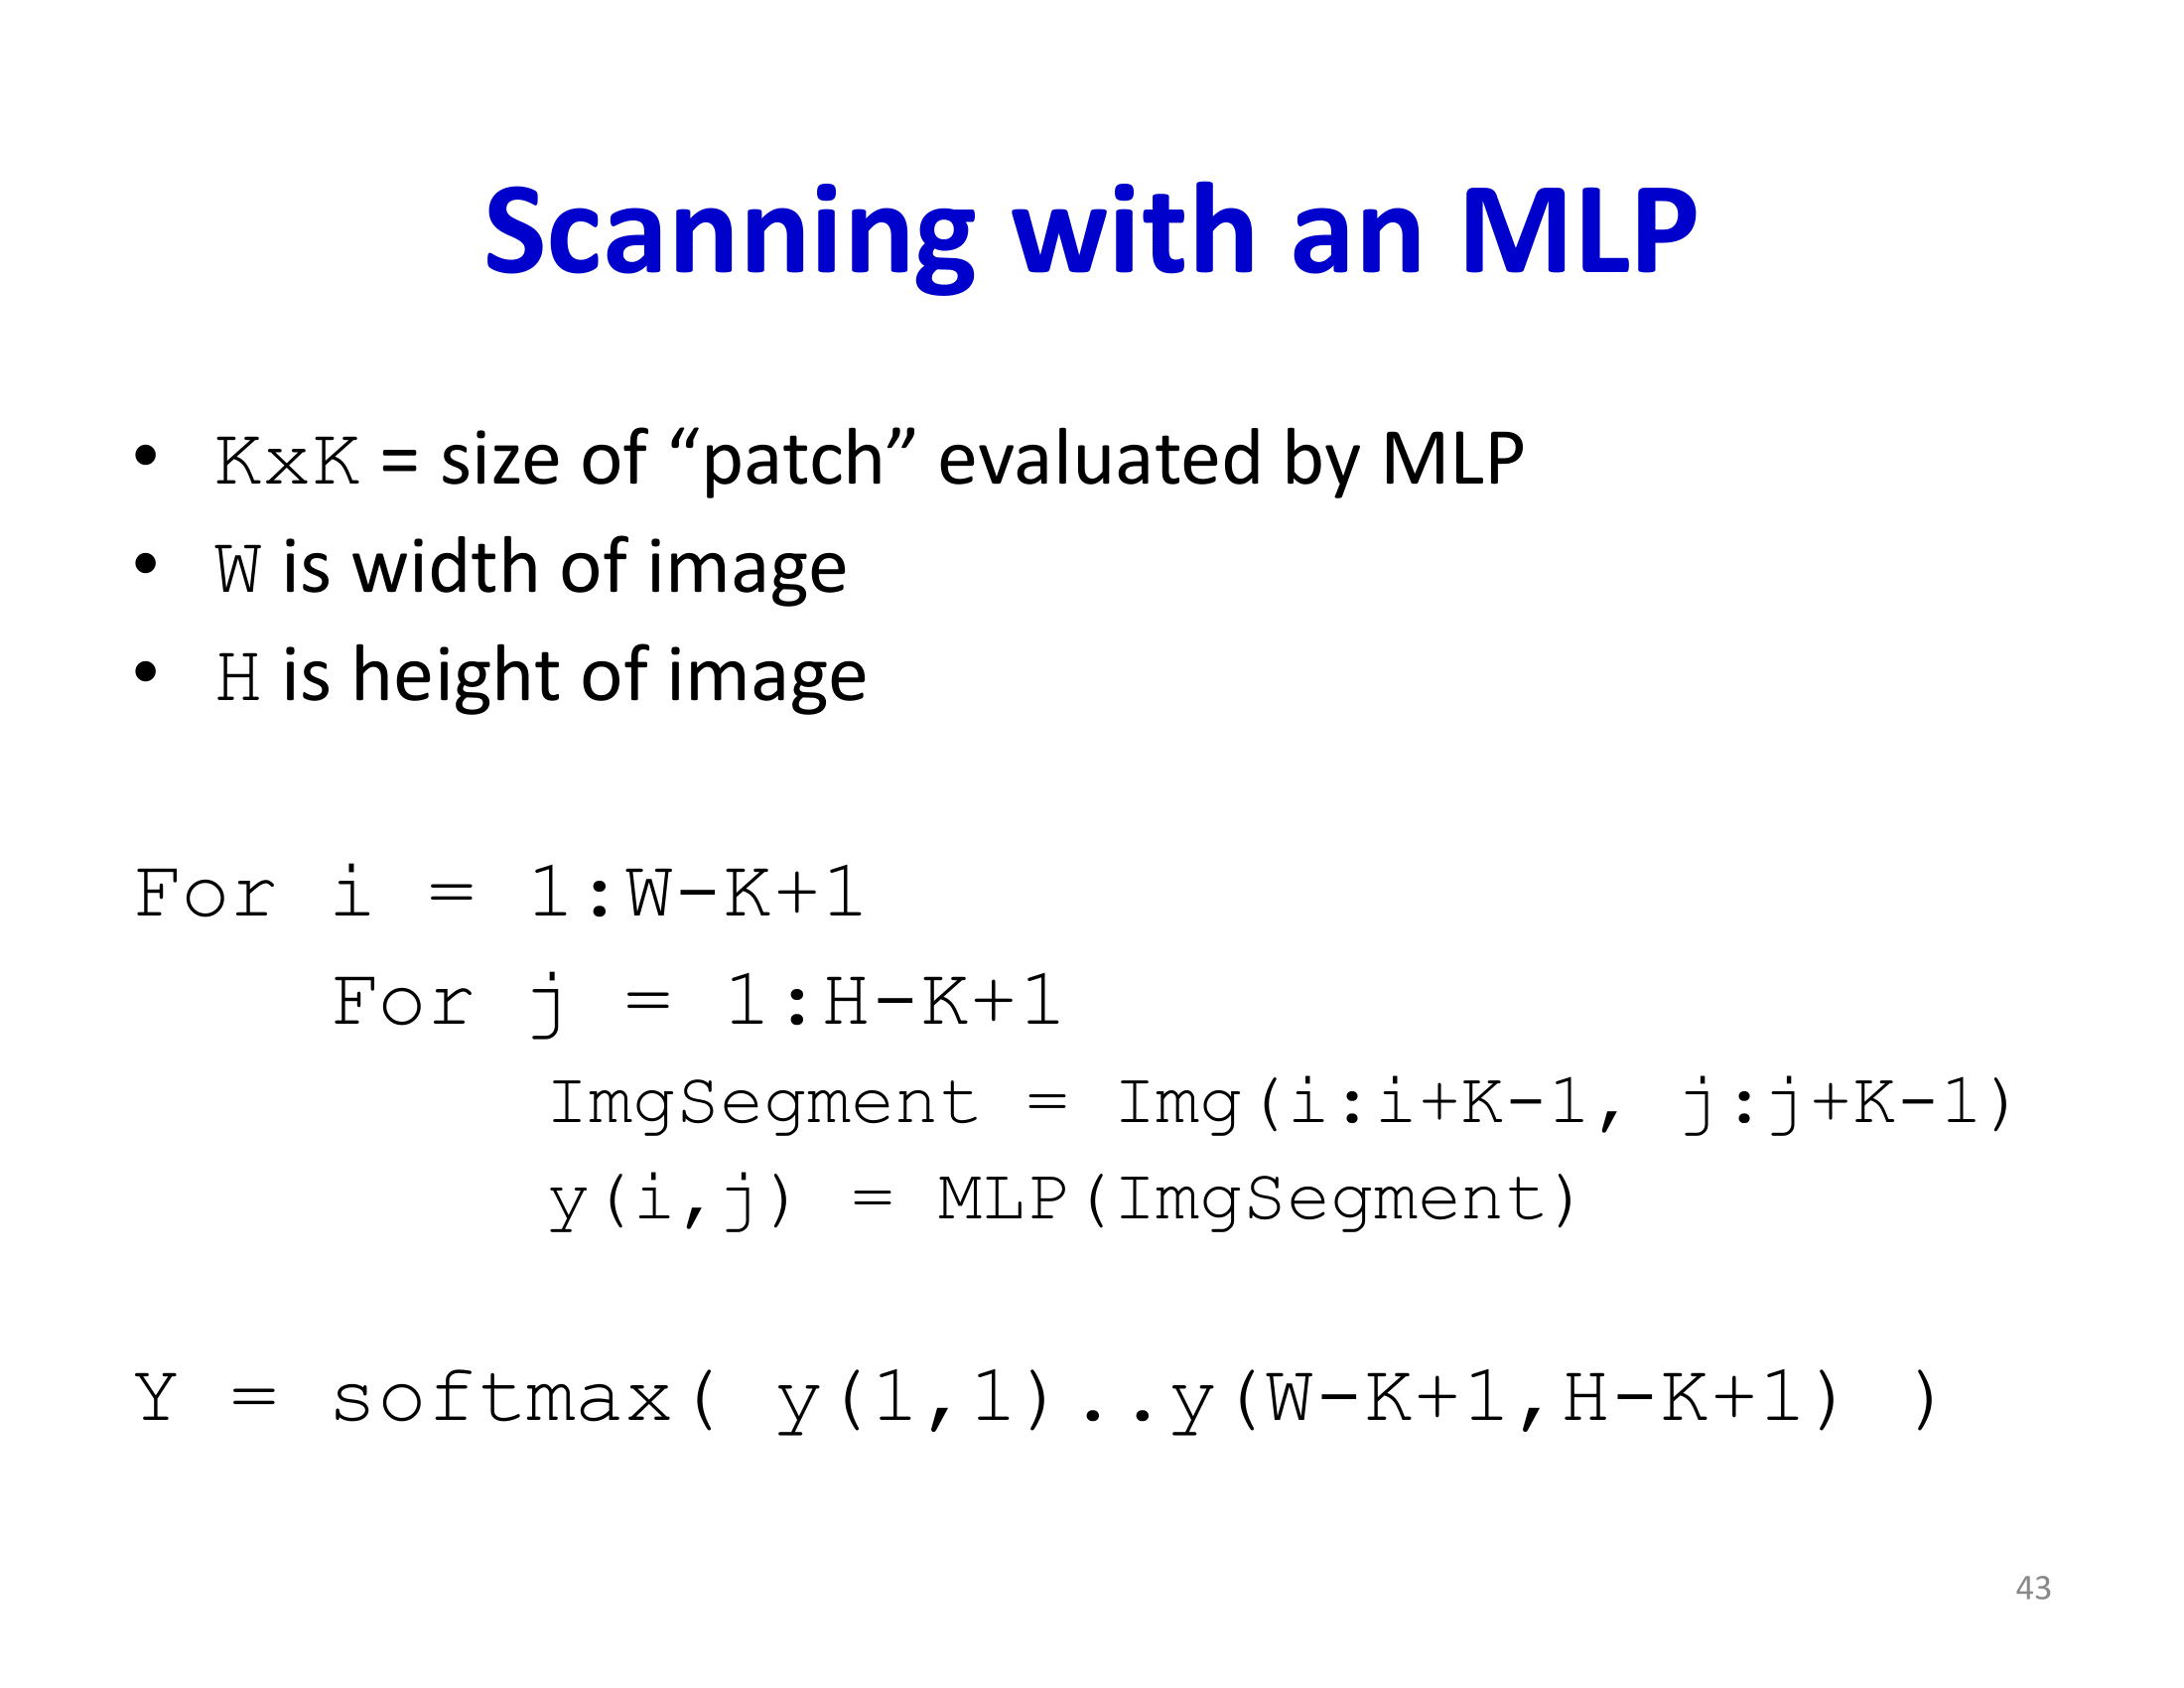 Scanning with an MLP
• KxK = size of “patch” evaluated by MLP
• W is width of image
• H is height of image
For i = 1:W-K+1
For j = 1:H-K+1
ImgSegment = Img(i:i+K-1, j:j+K-1)
y(i,j) = MLP(ImgSegment)
Y = softmax( y(1,1)..y(W-K+1,H-K+1) )
43